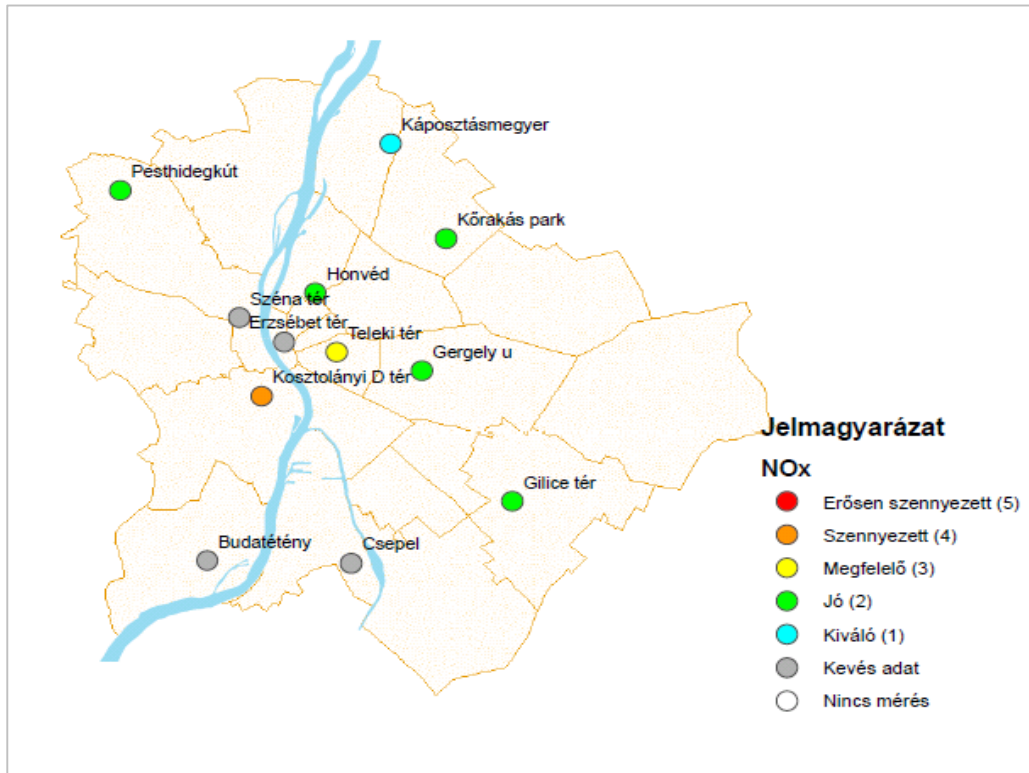 Káposztásmegyer
Pesthidegkút
Kőrakás park
Honvéd
Széna tér
Erzsébet tér
Teleki tér
Gergely u
Kosztolányi D tér
Jelmagyarázat
NOx
Gilice tér
Erősen szennyezett (5)
Szennyezett (4)
Budatétény
Csepel
Megfelelő (3)
Jó (2)
Kiváló (1)
Kevés adat
Nincs mérés